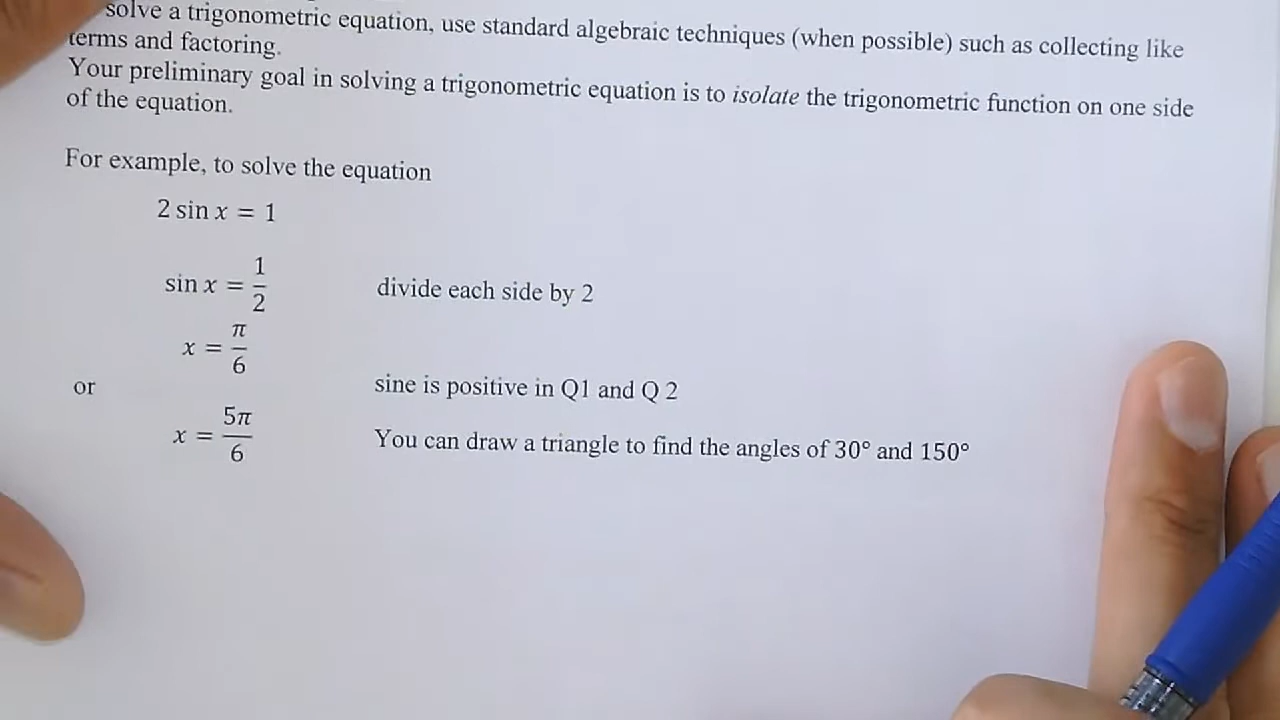 solve a trigonometric equation, use standard algebraic techniques (when possible) such as collecting like
terms and factoring.
Your preliminary goal in solving a trigonometric equation is to isolate the trigonometric function on one side
of the equation.
For example, to solve the equation
2 sin x = 1
sin x = 1/2 divide each side by 2
x = π/6
or sine is positive in Q1 and Q 2
x = 5π/6 You can draw a triangle to find the angles of 30° and 150°